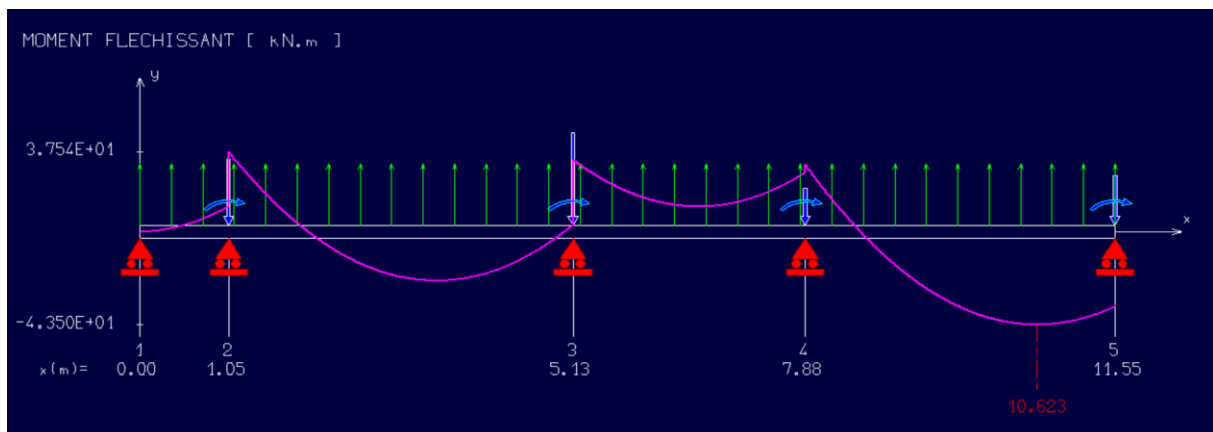 MOMENT FLECHISSANT [ kN.m ]
y
3.754E+01
x
-4.350E+01
1 2 3 4 5
x(m)= 0.00 1.05 5.13 7.88 11.55
10.623